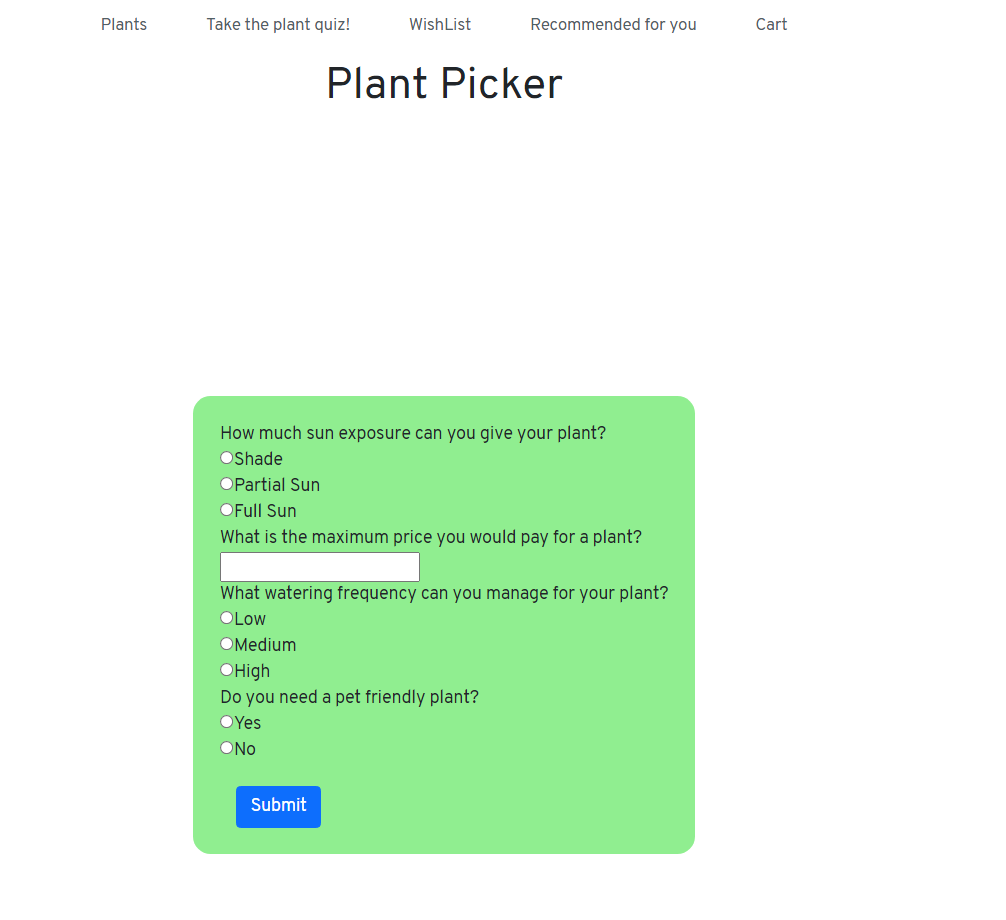 Plants Take the plant quiz! WishList Recommended for you Cart
Plant Picker
How much sun exposure can you give your plant?
Shade
Partial Sun
Full Sun
What is the maximum price you would pay for a plant?
What watering frequency can you manage for your plant?
Low
Medium
High
Do you need a pet friendly plant?
Yes
No
Submit